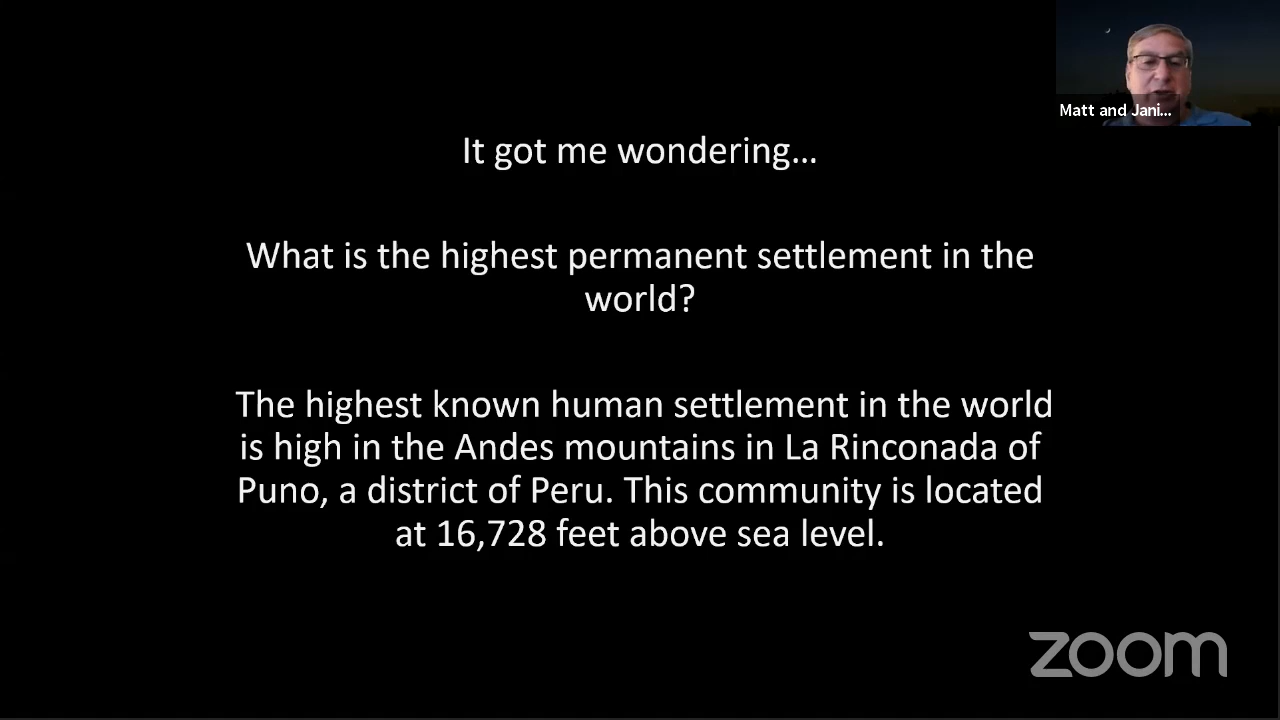 Matt and Jani...
It got me wondering...
What is the highest permanent settlement in the
world?
The highest known human settlement in the world
is high in the Andes mountains in La Rinconada of
Puno, a district of Peru. This community is located
at 16,728 feet above sea level.
zoom